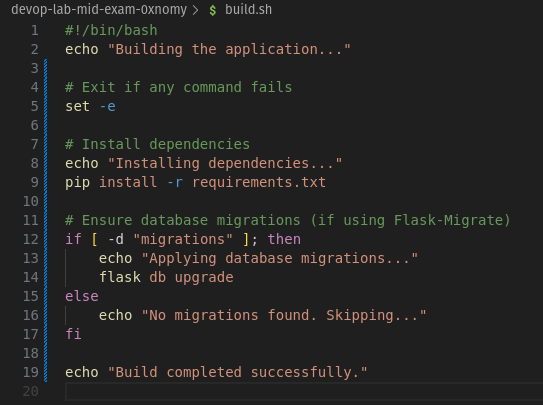 devop-lab-mid-exam-0xnomy > $ build.sh
1 #!/bin/bash
2 echo "Building the application..."
3
4 # Exit if any command fails
5 set -e
6
7 # Install dependencies
8 echo "Installing dependencies..."
9 pip install -r requirements.txt
10
11 # Ensure database migrations (if using Flask-Migrate)
12 if [ -d "migrations" ]; then
13     echo "Applying database migrations..."
14     flask db upgrade
15 else
16     echo "No migrations found. Skipping..."
17 fi
18
19 echo "Build completed successfully."
20